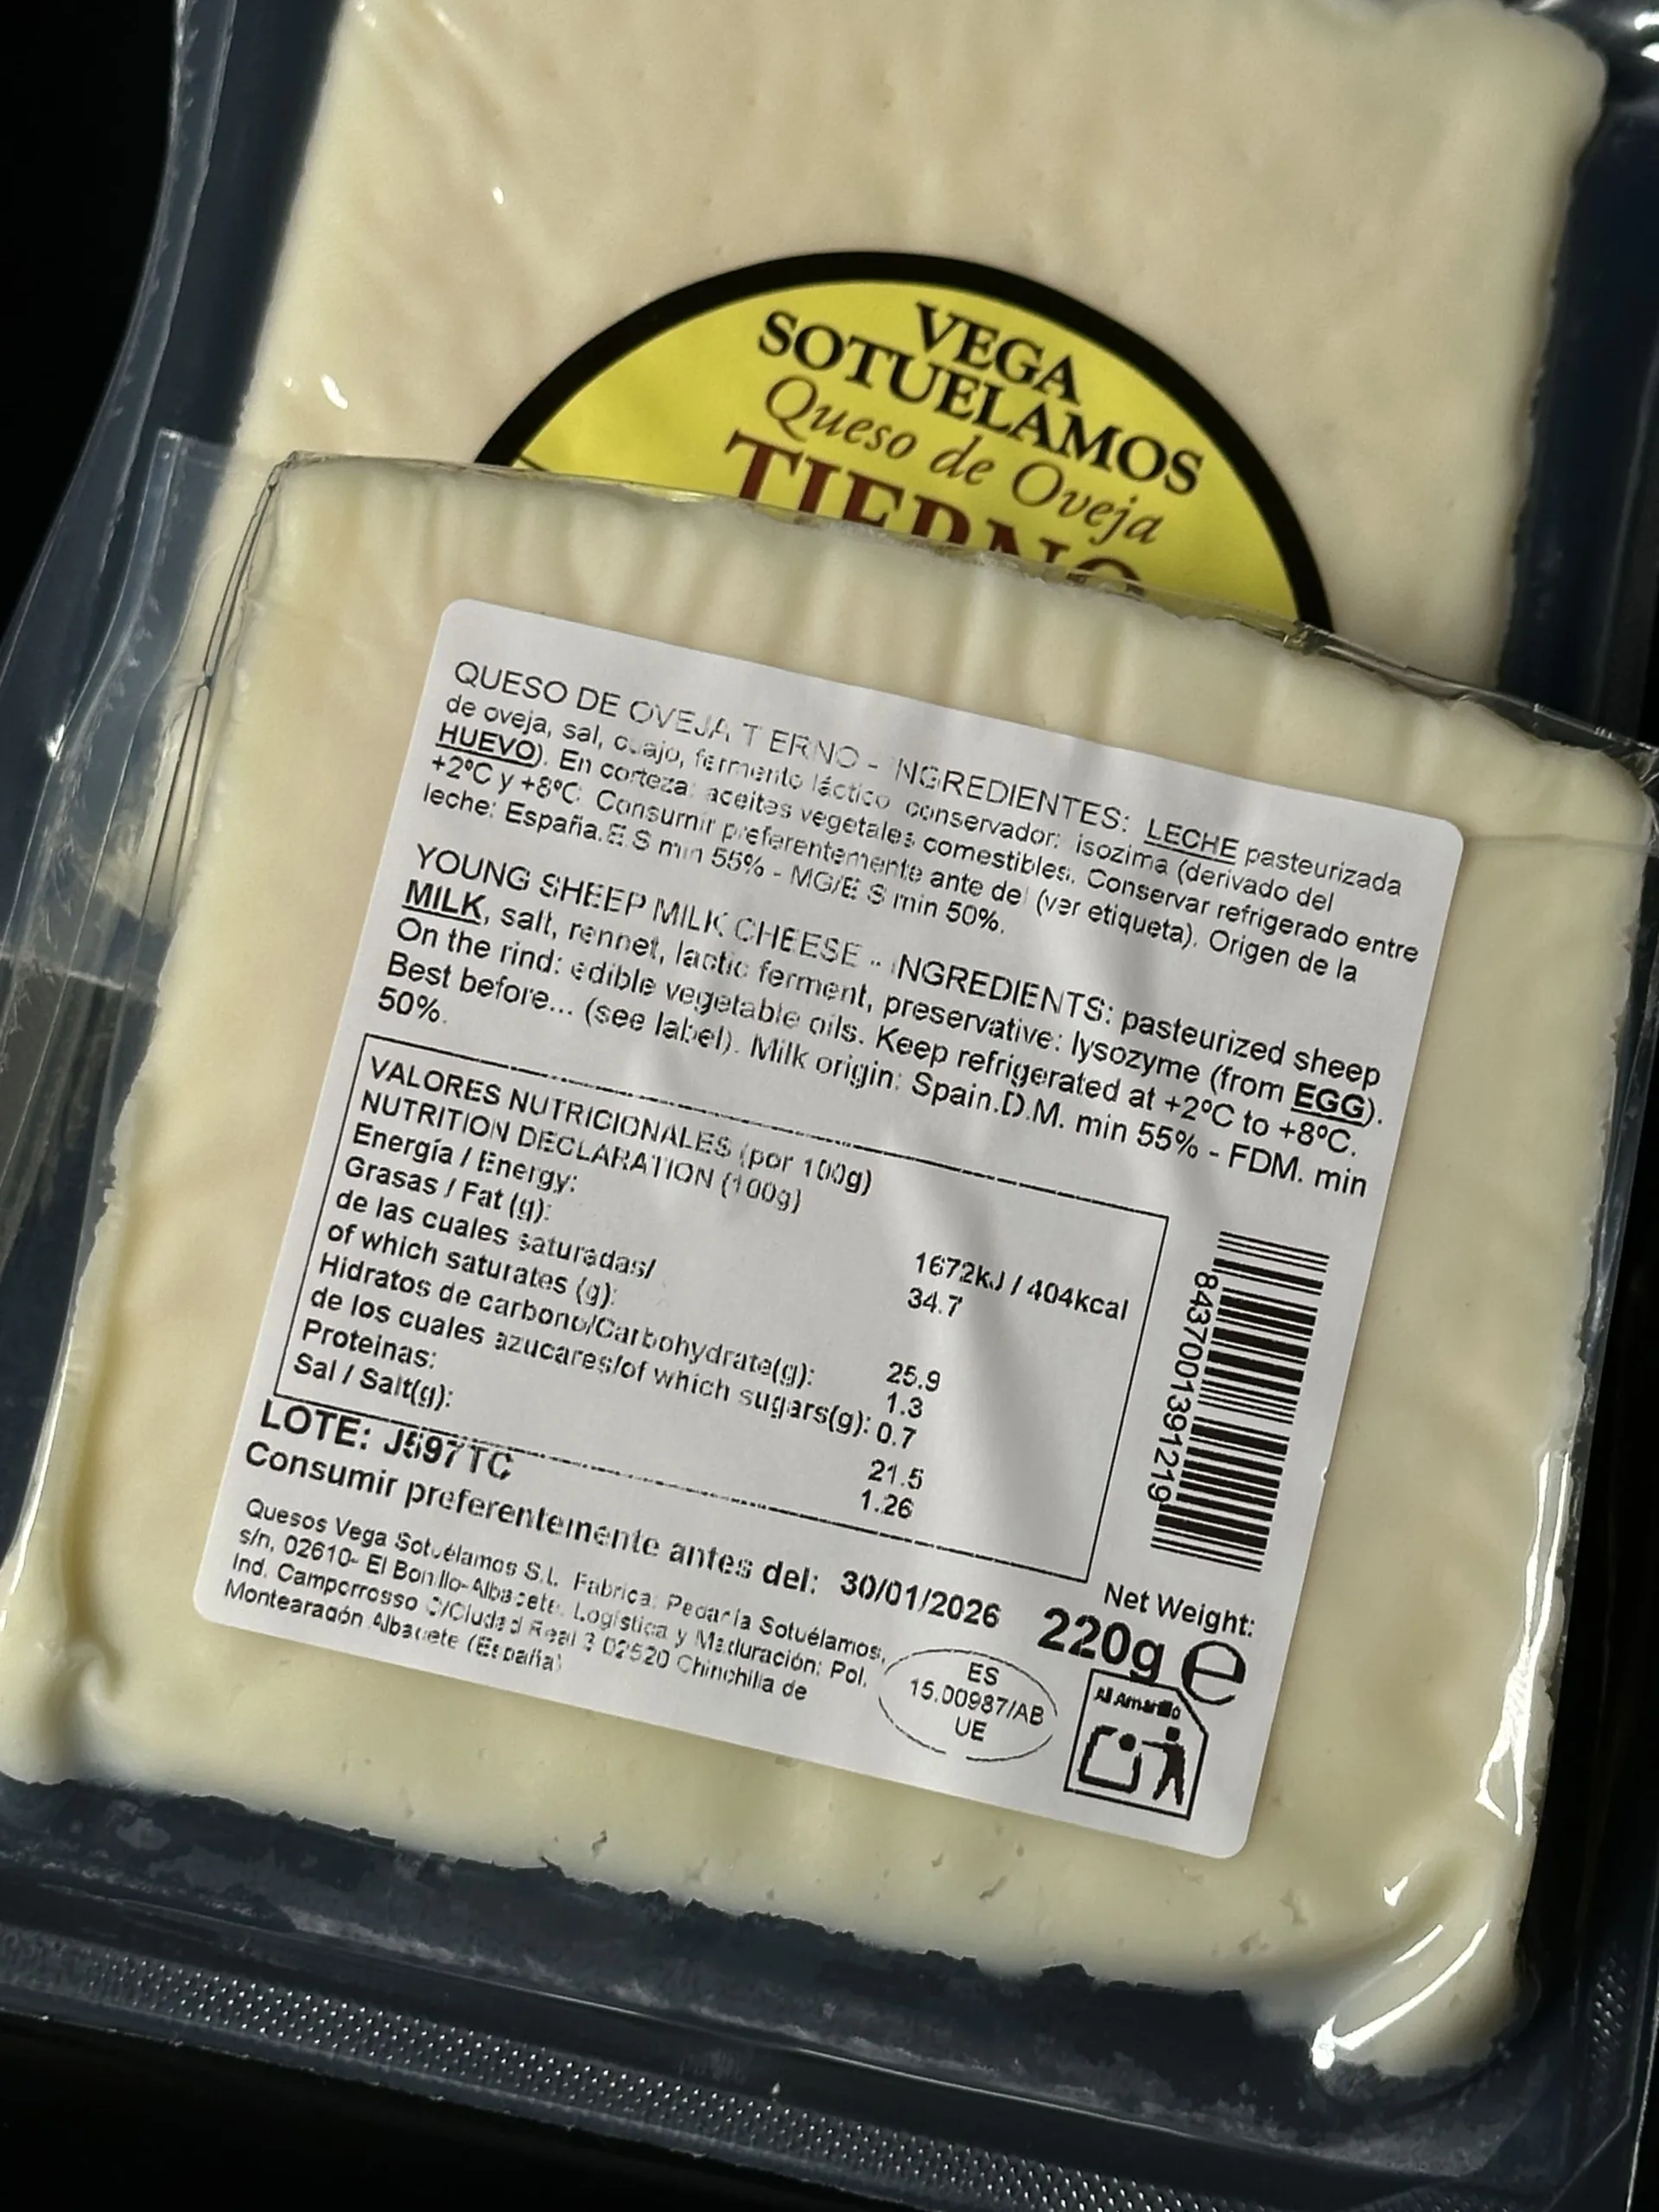 VEGA
SOTUELAMOS
Queso de Oveja
TIERNO
QUESO DE OVEJA TIERNO - INGREDIENTES: LECHE pasteurizada
de oveja, sal, cuajo, fermento láctico conservador: isozima (derivado del
HUEVO). En corteza: aceites vegetales comestibles. Conservar refrigerado entre
+2ºC y +8ºC. Consumir preferentemente ante del (ver etiqueta). Origen de la
leche: España.E.S min 55% - MG/E.S min 50%.
YOUNG SHEEP MILK CHEESE - INGREDIENTS: pasteurized sheep
MILK, salt, rennet, lactic ferment, preservative: lysozyme (from EGG).
On the rind: edible vegetable oils. Keep refrigerated at +2ºC to +8ºC.
Best before... (see label). Milk origin: Spain.D.M. min 55% - FDM. min
50%.
VALORES NUTRICIONALES (por 100g)
NUTRITION DECLARATION (100g)
Energía / Energy: 1672kJ / 404kcal
Grasas / Fat (g): 34.7
de las cuales saturadas/
of which saturates (g): 25.9
Hidratos de carbono/Carbohydrate(g): 1.3
de los cuales azucares/of which sugars(g): 0.7
Proteinas: 21.5
Sal / Salt(g): 1.26
8437001391219
LOTE: J597TC
Consumir preferentemente antes del: 30/01/2026
Net Weight:
220g e
Quesos Vega Sotuélamos S.L. Fabrica: Pedanía Sotuélamos,
s/n, 02610- El Bonillo-Albacete. Logística y Maduración: Pol.
Ind. Camporrosso C/Ciudad Real 3 02520 Chinchilla de
Montearagón Albacete (España)
ES
15.00987/AB
UE
Al Amarillo